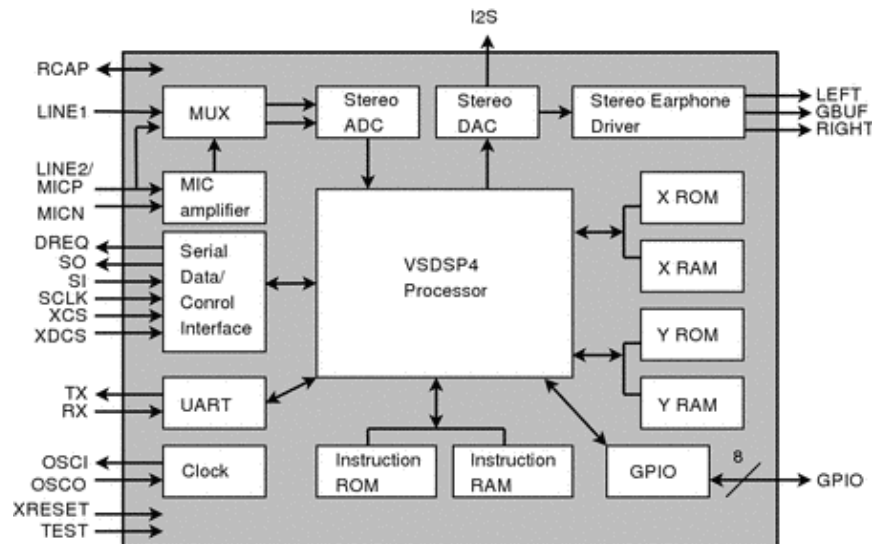 I2S
RCAP
LINE1
LINE2/
MICP
MICN
DREQ
SO
SI
SCLK
XCS
XDCS
TX
RX
OSCI
OSCO
XRESET
TEST
MUX
Stereo
ADC
Stereo
DAC
Stereo Earphone
Driver
LEFT
GBUF
RIGHT
MIC
amplifier
Serial
Data/
Conrol
Interface
VSDSP4
Processor
X ROM
X RAM
Y ROM
Y RAM
UART
Clock
Instruction
ROM
Instruction
RAM
GPIO
8
GPIO